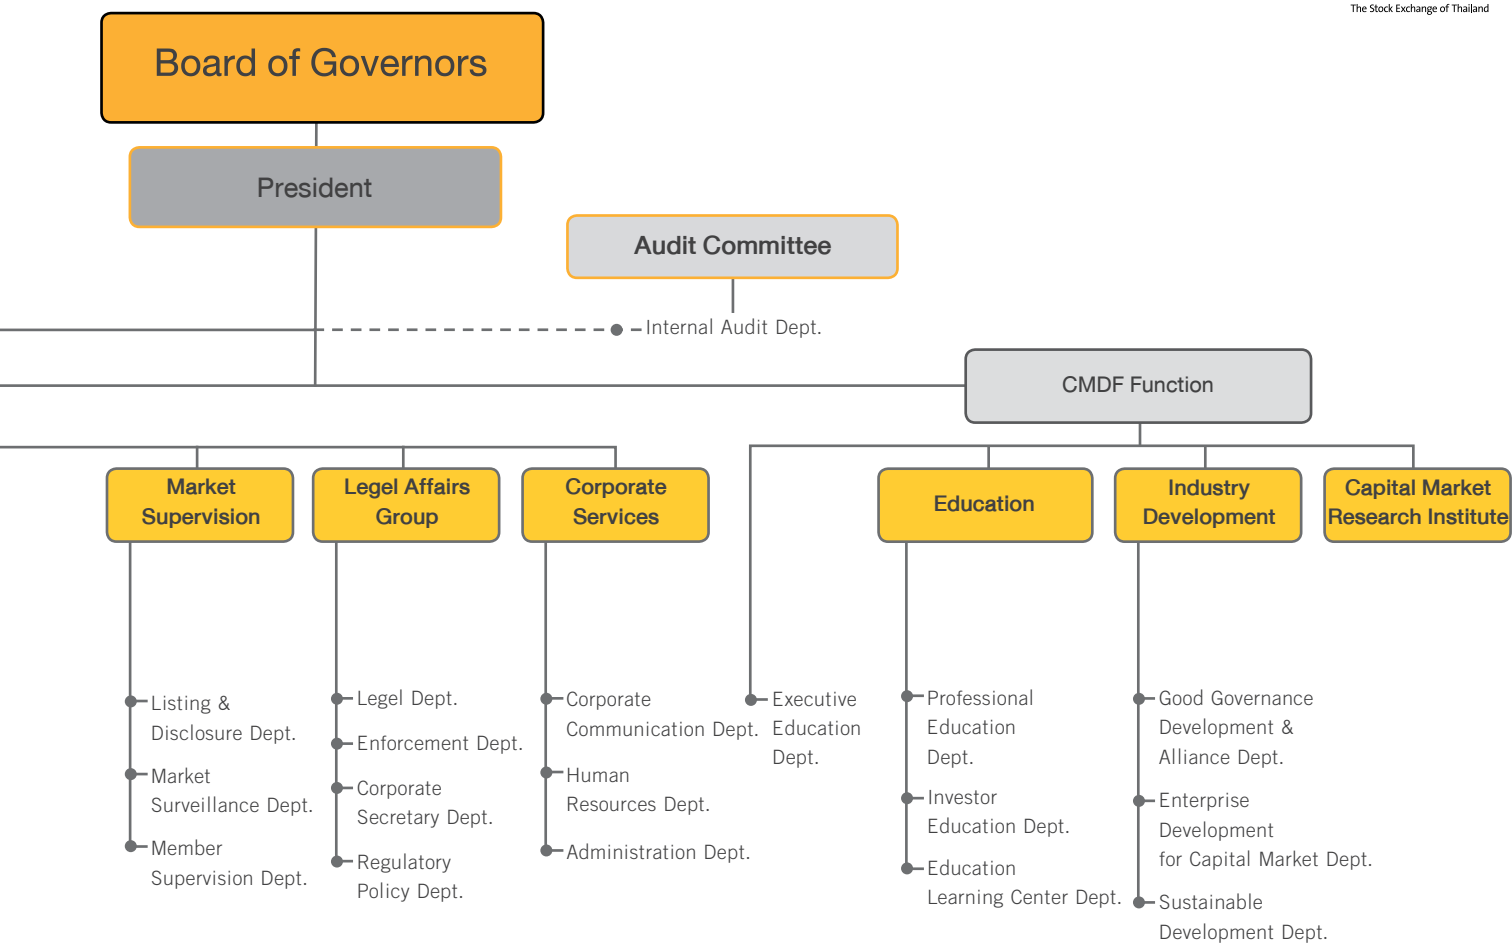 The Stock Exchange of Thailand
Board of Governors
President
Audit Committee
Internal Audit Dept.
CMDF Function
Market
Supervision
Legel Affairs
Group
Corporate
Services
Education
Industry
Development
Capital Market
Research Institute
Listing &
Disclosure Dept.
Market
Surveillance Dept.
Member
Supervision Dept.
Legel Dept.
Enforcement Dept.
Corporate
Secretary Dept.
Regulatory
Policy Dept.
Corporate
Communication Dept.
Human
Resources Dept.
Administration Dept.
Executive
Education
Dept.
Professional
Education
Dept.
Investor
Education Dept.
Education
Learning Center Dept.
Good Governance
Development &
Alliance Dept.
Enterprise
Development
for Capital Market Dept.
Sustainable
Development Dept.